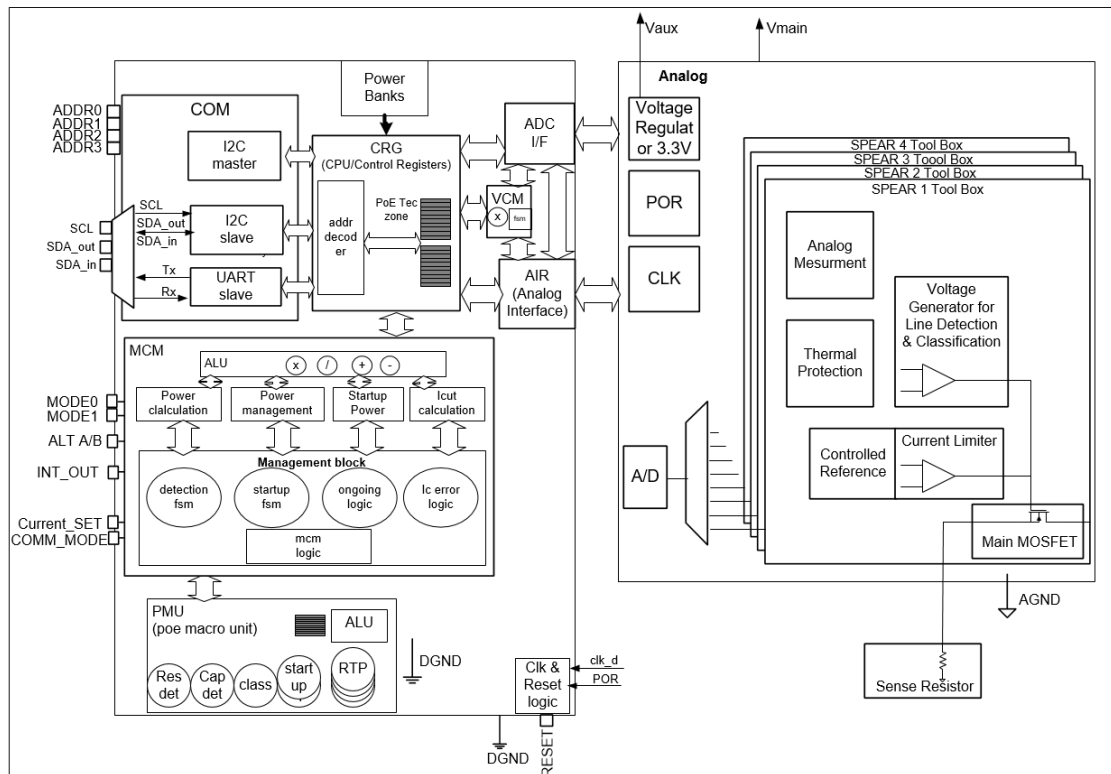 Vaux
Vmain
Analog
Power
Banks
COM
ADDR0
ADDR1
ADDR2
ADDR3
I2C
master
CRG
(CPU/Control Registers)
ADC
I/F
Voltage
Regulat
or 3.3V
SPEAR 4 Tool Box
SPEAR 3 Toool Box
SPEAR 2 Tool Box
SPEAR 1 Tool Box
PoE Tec
zone
VCM
x
fsm
POR
addr
decod
er
SCL
SDA_out
SDA_in
SCL
SDA_out
SDA_in
I2C
slave
Tx
Rx
UART
slave
AIR
(Analog
Interface)
CLK
Analog
Mesurment
Voltage
Generator for
Line Detection
& Classification
Thermal
Protection
MCM
ALU
x
/
+
-
MODE0
MODE1
ALT A/B
INT_OUT
Current_SET
COMM_MODE
Power
clalculation
Power
management
Startup
Power
Icut
calculation
Management block
detection
fsm
startup
fsm
ongoing
logic
Ic error
logic
mcm
logic
A/D
Controlled
Reference
Current Limiter
Main MOSFET
AGND
PMU
(poe macro unit)
ALU
Res
det
Cap
det
class
start
up
RTP
DGND
DGND
Clk &
Reset
logic
clk_d
POR
RESET
Sense Resistor